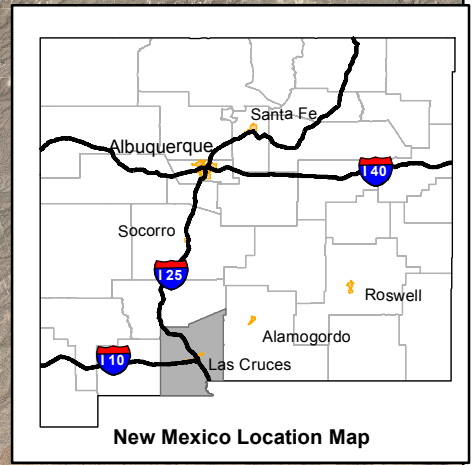 Santa Fe
Albuquerque
I 40
Socorro
I 25
Roswell
Alamogordo
I 10
Las Cruces
New Mexico Location Map